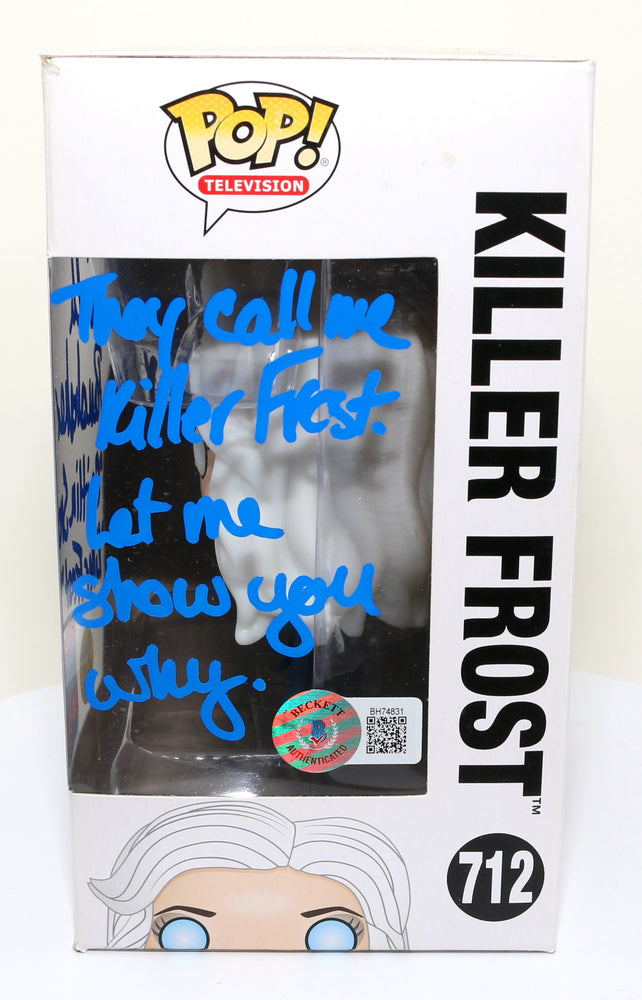 POP!
TELEVISION
KILLER FROST™
They call me
Killer Frost.
Let me
show you
why.
BECKETT
B
AUTHENTICATED
BH74831
712